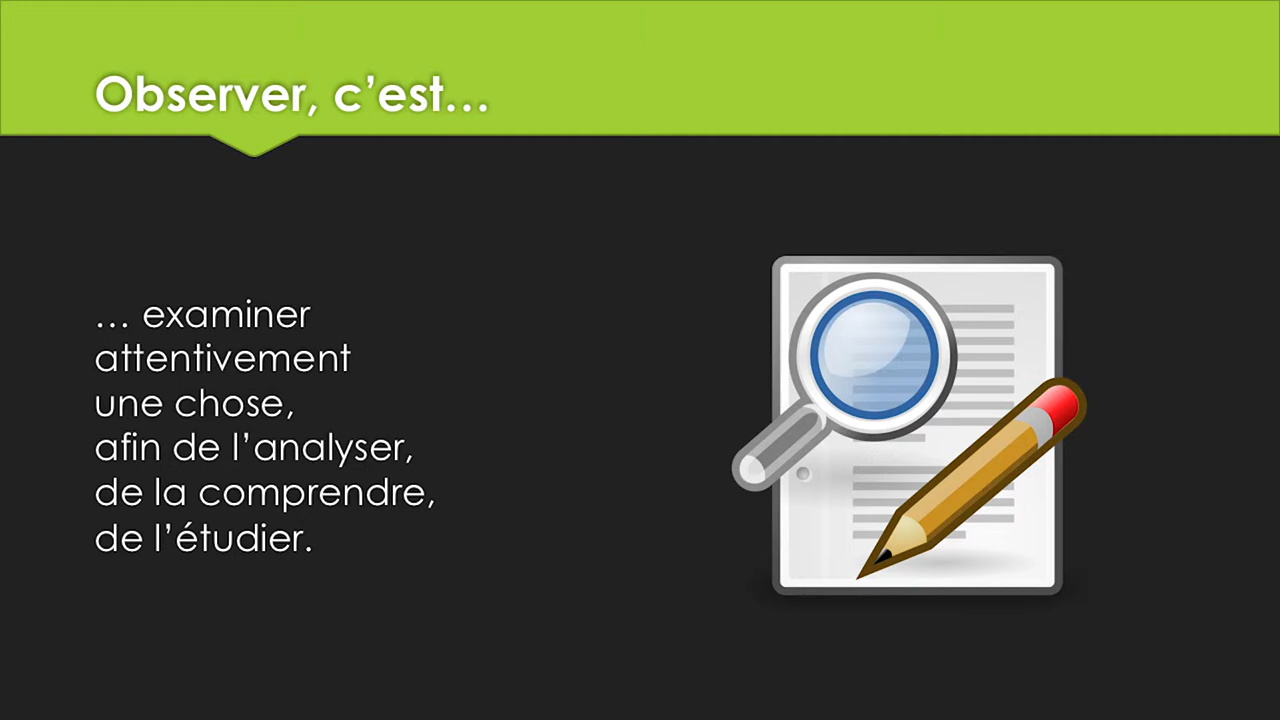 Observer, c’est…
… examiner
attentivement
une chose,
afin de l’analyser,
de la comprendre,
de l’étudier.